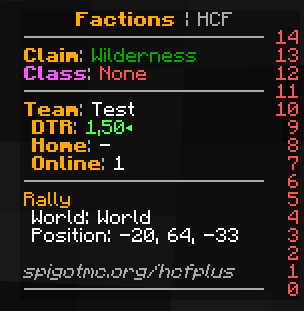 Factions | HCF
14
Claim: Wilderness 13
Class: None 12
11
Team: Test 10
DTR: 1,50◂ 9
Home: - 8
Online: 1 7
6
Rally 5
World: World 4
Position: -20, 64, -33 3
2
spigotmc.org/hcfplus 1
0